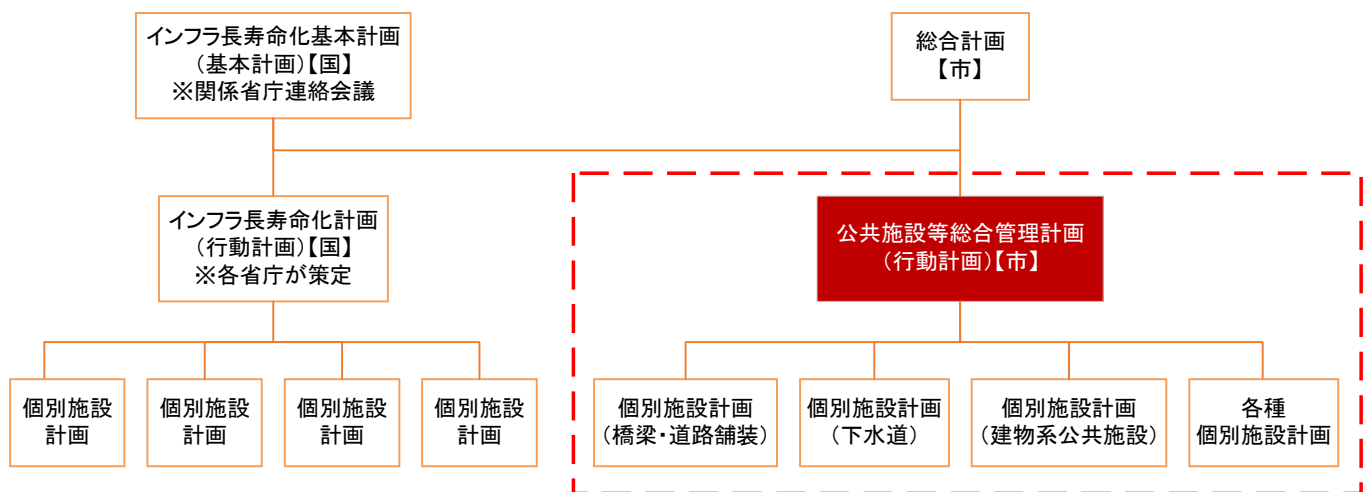 インフラ長寿命化基本計画
(基本計画)【国】
※関係省庁連絡会議
総合計画
【市】
インフラ長寿命化計画
(行動計画)【国】
※各省庁が策定
公共施設等総合管理計画
(行動計画)【市】
個別施設
計画
個別施設
計画
個別施設
計画
個別施設
計画
個別施設計画
(橋梁・道路舗装)
個別施設計画
(下水道)
個別施設計画
(建物系公共施設)
各種
個別施設計画